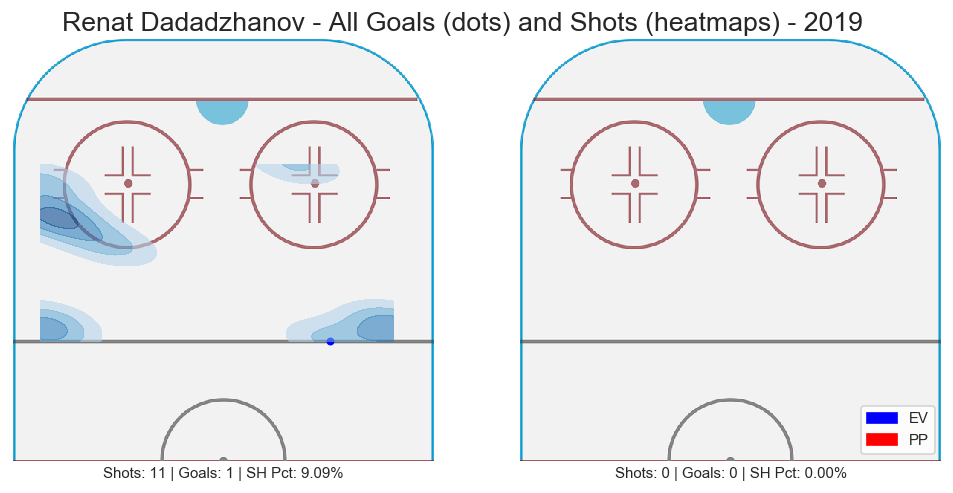 Renat Dadadzhanov - All Goals (dots) and Shots (heatmaps) - 2019
EV
PP
Shots: 11 | Goals: 1 | SH Pct: 9.09%
Shots: 0 | Goals: 0 | SH Pct: 0.00%